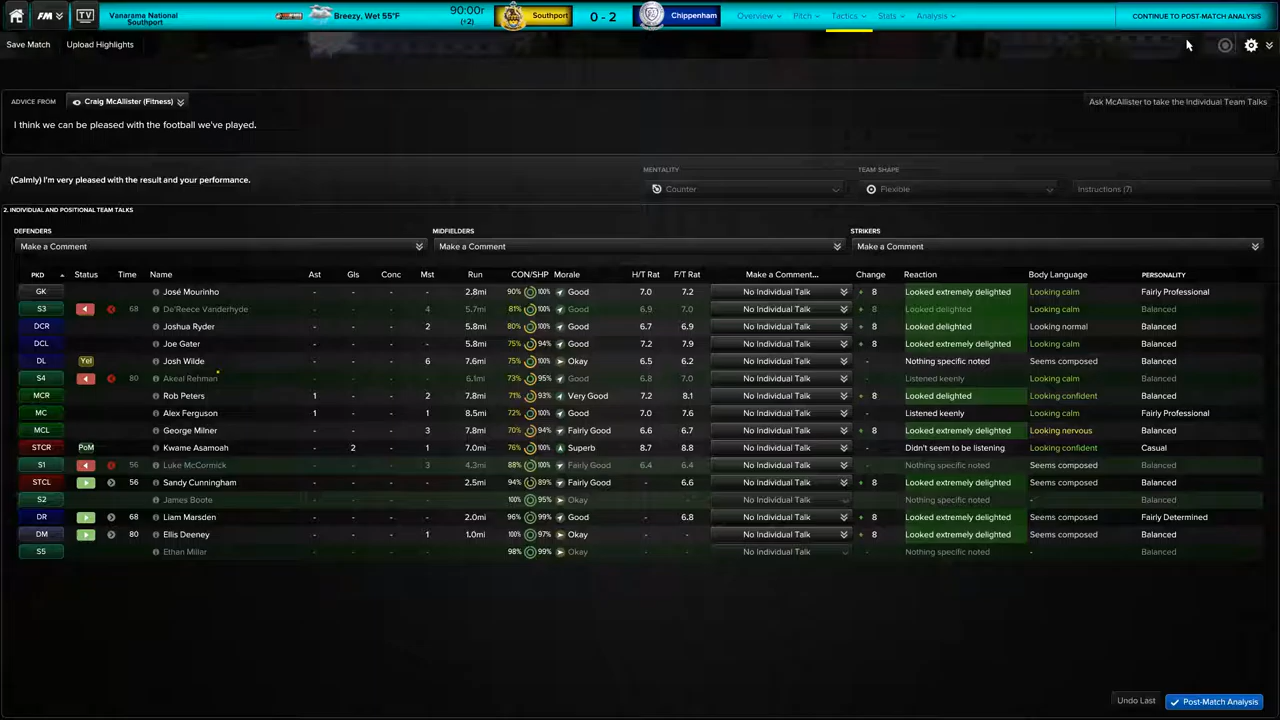 FM TV Vanarama National Southport Breezy, Wet 55°F 90:00r (+2) Southport 0 - 2 Chippenham Overview Pitch Tactics Stats Analysis CONTINUE TO POST-MATCH ANALYSIS
Save Match Upload Highlights
ADVICE FROM Craig McAllister (Fitness) Ask McAllister to take the Individual Team Talks
I think we can be pleased with the football we've played.
MENTALITY TEAM SHAPE
(Calmly) I'm very pleased with the result and your performance. Counter Flexible Instructions (7)
2. INDIVIDUAL AND POSITIONAL TEAM TALKS
DEFENDERS MIDFIELDERS STRIKERS
Make a Comment Make a Comment Make a Comment
PKD Status Time Name Ast Gls Conc Mst Run CON/SHP Morale H/T Rat F/T Rat Make a Comment... Change Reaction Body Language PERSONALITY
GK José Mourinho - - - - 2.8mi 90% 100% Good 7.0 7.2 No Individual Talk 8 Looked extremely delighted Looking calm Fairly Professional
S3 68 De'Reece Vanderhyde - - - 4 5.7mi 81% 100% Good 6.9 7.0 No Individual Talk 8 Looked delighted Looking calm Balanced
DCR Joshua Ryder - - - 2 5.8mi 80% 100% Good 6.7 6.9 No Individual Talk 8 Looked delighted Looking normal Balanced
DCL Joe Gater - - - - 5.8mi 75% 94% Good 7.2 7.9 No Individual Talk 8 Looked extremely delighted Looking calm Balanced
DL Yel Josh Wilde - - - 6 7.6mi 75% 100% Okay 6.5 6.2 No Individual Talk - Nothing specific noted Seems composed Balanced
S4 80 Akeal Rehman - - - - 6.1mi 73% 95% Good 6.8 7.0 No Individual Talk - Listened keenly Looking calm Balanced
MCR Rob Peters 1 - - 2 7.8mi 71% 93% Very Good 7.2 8.1 No Individual Talk 8 Looked delighted Looking confident Balanced
MC Alex Ferguson 1 - - 1 8.5mi 72% 100% Good 7.0 7.6 No Individual Talk - Listened keenly Looking calm Fairly Professional
MCL George Milner - - - 3 7.8mi 70% 94% Fairly Good 6.6 6.7 No Individual Talk 8 Looked extremely delighted Looking nervous Balanced
STCR PoM Kwame Asamoah - 2 - 1 7.0mi 76% 100% Superb 8.7 8.8 No Individual Talk - Didn't seem to be listening Looking confident Casual
S1 56 Luke McCormick - - - 3 4.3mi 88% 100% Fairly Good 6.4 6.4 No Individual Talk - Nothing specific noted Seems composed Balanced
STCL 56 Sandy Cunningham - - - - 2.5mi 94% 89% Fairly Good - 6.6 No Individual Talk 8 Looked extremely delighted Seems composed Balanced
S2 James Boote - - - - - 100% 95% Okay - - No Individual Talk - Nothing specific noted - Balanced
DR 68 Liam Marsden - - - - 2.0mi 96% 99% Good - 6.8 No Individual Talk 8 Looked extremely delighted Seems composed Fairly Determined
DM 80 Ellis Deeney - - - 1 1.0mi 100% 97% Okay - - No Individual Talk 8 Looked extremely delighted Seems composed Balanced
S5 Ethan Millar - - - - - 98% 99% Okay - - No Individual Talk - Nothing specific noted - Balanced
Undo Last Post-Match Analysis